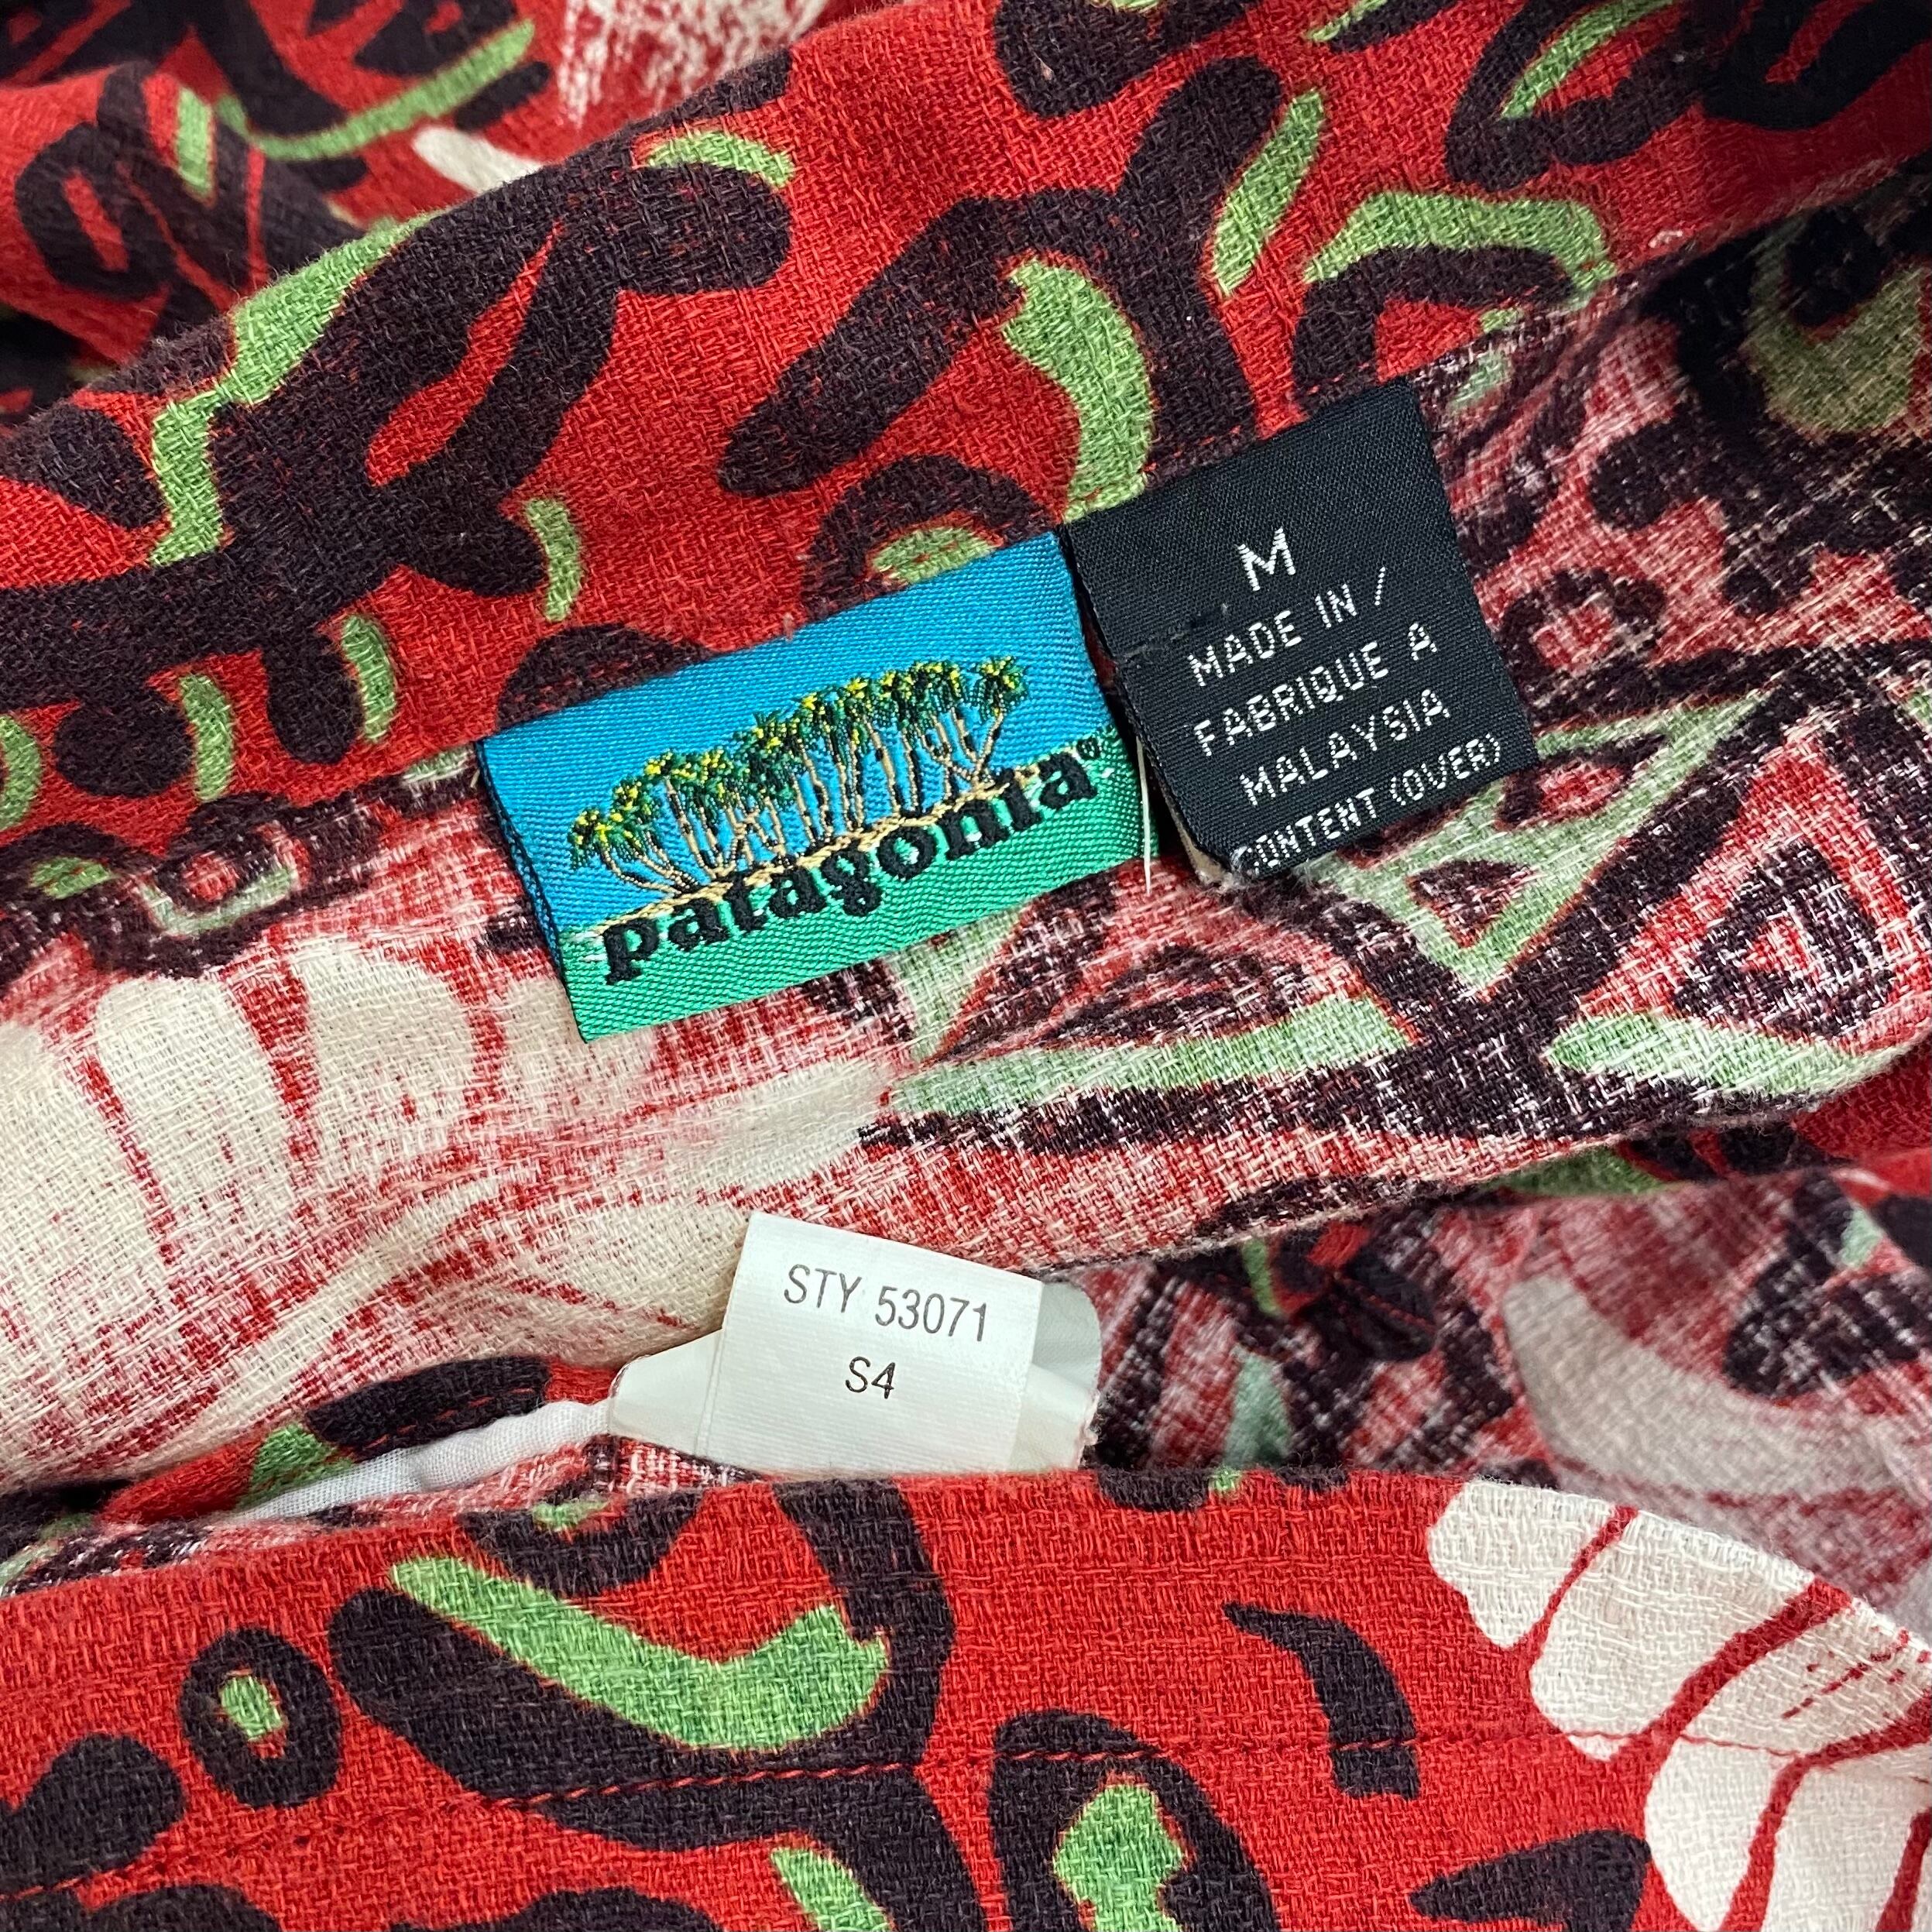 patagonia®
M
MADE IN /
FABRIQUE A
MALAYSIA
CONTENT (OVER)
STY 53071
S4